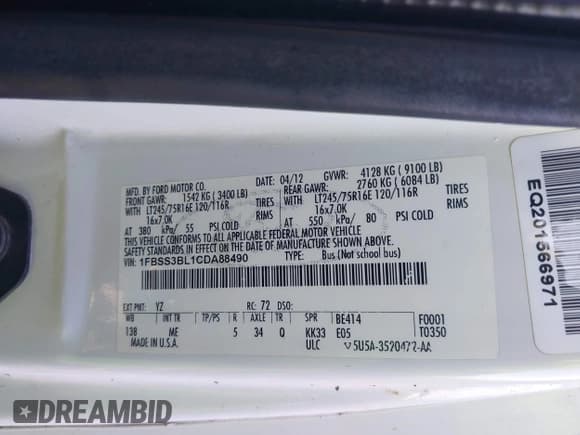 MFD. BY FORD MOTOR CO.
DATE: 04/12 GVWR: 4128 KG ( 9100 LB)
FRONT GAWR: 1542 KG ( 3400 LB) REAR GAWR: 2760 KG ( 6084 LB)
WITH LT245/75R16E 120/116R TIRES WITH LT245/75R16E 120/116R TIRES
16x7.0K RIMS 16x7.0K RIMS
AT 380 kPa/ 55 PSI COLD AT 550 kPa/ 80 PSI COLD
THIS VEHICLE CONFORMS TO ALL APPLICABLE FEDERAL MOTOR VEHICLE
SAFETY STANDARDS IN EFFECT ON THE DATE OF MANUFACTURE SHOWN ABOVE.
VIN: 1FBSS3BL1CDA88490 TYPE: Bus (Not school bus)
EXT PNT: YZ RC: 72 DSO:
WB INT TR TP/PS R AXLE TR SPR BE414 F0001
138 ME 5 34 Q KK33 E05 T0350
MADE IN U.S.A. ULC 5U5A-3520472-AA
EQ201566971
DREAMBID